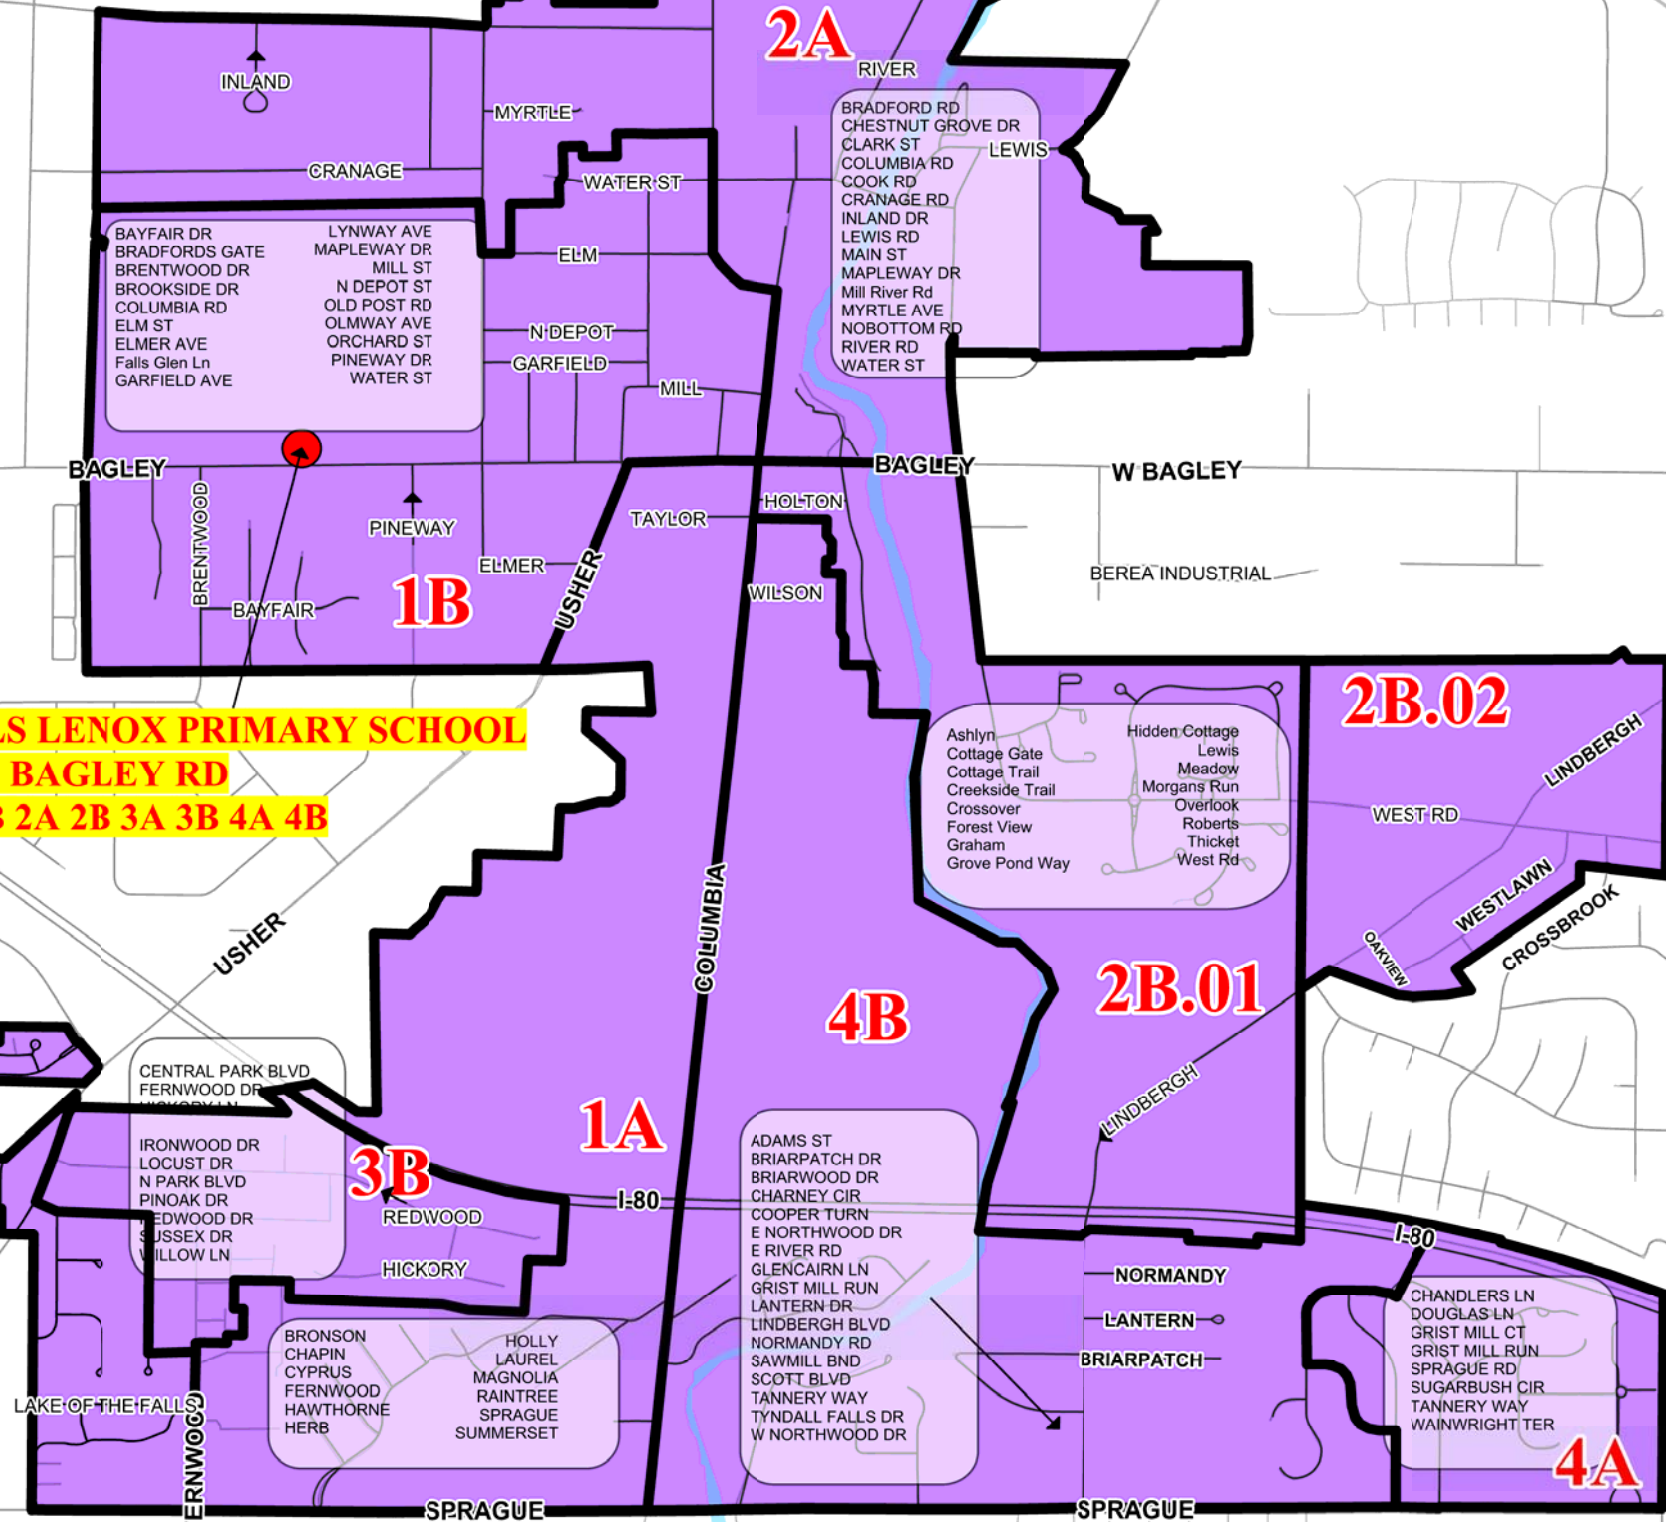 2A
RIVER
INLAND
MYRTLE
CRANAGE
WATER ST
LEWIS
BRADFORD RD
CHESTNUT GROVE DR
CLARK ST
COLUMBIA RD
COOK RD
CRANAGE RD
INLAND DR
LEWIS RD
MAIN ST
MAPLEWAY DR
Mill River Rd
MYRTLE AVE
NOBOTTOM RD
RIVER RD
WATER ST
BAYFAIR DR
BRADFORDS GATE
BRENTWOOD DR
BROOKSIDE DR
COLUMBIA RD
ELM ST
ELMER AVE
Falls Glen Ln
GARFIELD AVE
LYNWAY AVE
MAPLEWAY DR
MILL ST
N DEPOT ST
OLD POST RD
OLMWAY AVE
ORCHARD ST
PINEWAY DR
WATER ST
ELM
N DEPOT
GARFIELD
MILL
BAGLEY
BAGLEY
W BAGLEY
BRENTWOOD
PINEWAY
TAYLOR
HOLTON
ELMER
USHER
WILSON
BEREA INDUSTRIAL
BAYFAIR
1B
LS LENOX PRIMARY SCHOOL
BAGLEY RD
B 2A 2B 3A 3B 4A 4B
2B.02
LINDBERGH
WEST RD
WESTLAWN
CROSSBROOK
OAKVIEW
Ashlyn
Cottage Gate
Cottage Trail
Creekside Trail
Crossover
Forest View
Graham
Grove Pond Way
Hidden Cottage
Lewis
Meadow
Morgans Run
Overlook
Roberts
Thicket
West Rd
USHER
COLUMBIA
4B
2B.01
LINDBERGH
1A
CENTRAL PARK BLVD
FERNWOOD DR
HICKORY LN
IRONWOOD DR
LOCUST DR
N PARK BLVD
PINOAK DR
REDWOOD DR
SUSSEX DR
WILLOW LN
3B
REDWOOD
HICKORY
I-80
I-80
ADAMS ST
BRIARPATCH DR
BRIARWOOD DR
CHARNEY CIR
COOPER TURN
E NORTHWOOD DR
E RIVER RD
GLENCAIRN LN
GRIST MILL RUN
LANTERN DR
LINDBERGH BLVD
NORMANDY RD
SAWMILL BND
SCOTT BLVD
TANNERY WAY
TYNDALL FALLS DR
W NORTHWOOD DR
NORMANDY
LANTERN
BRIARPATCH
CHANDLERS LN
DOUGLAS LN
GRIST MILL CT
GRIST MILL RUN
SPRAGUE RD
SUGARBUSH CIR
TANNERY WAY
WAINWRIGHT TER
4A
BRONSON
CHAPIN
CYPRUS
FERNWOOD
HAWTHORNE
HERB
HOLLY
LAUREL
MAGNOLIA
RAINTREE
SPRAGUE
SUMMERSET
LAKE OF THE FALLS
ERNWOOD
SPRAGUE
SPRAGUE